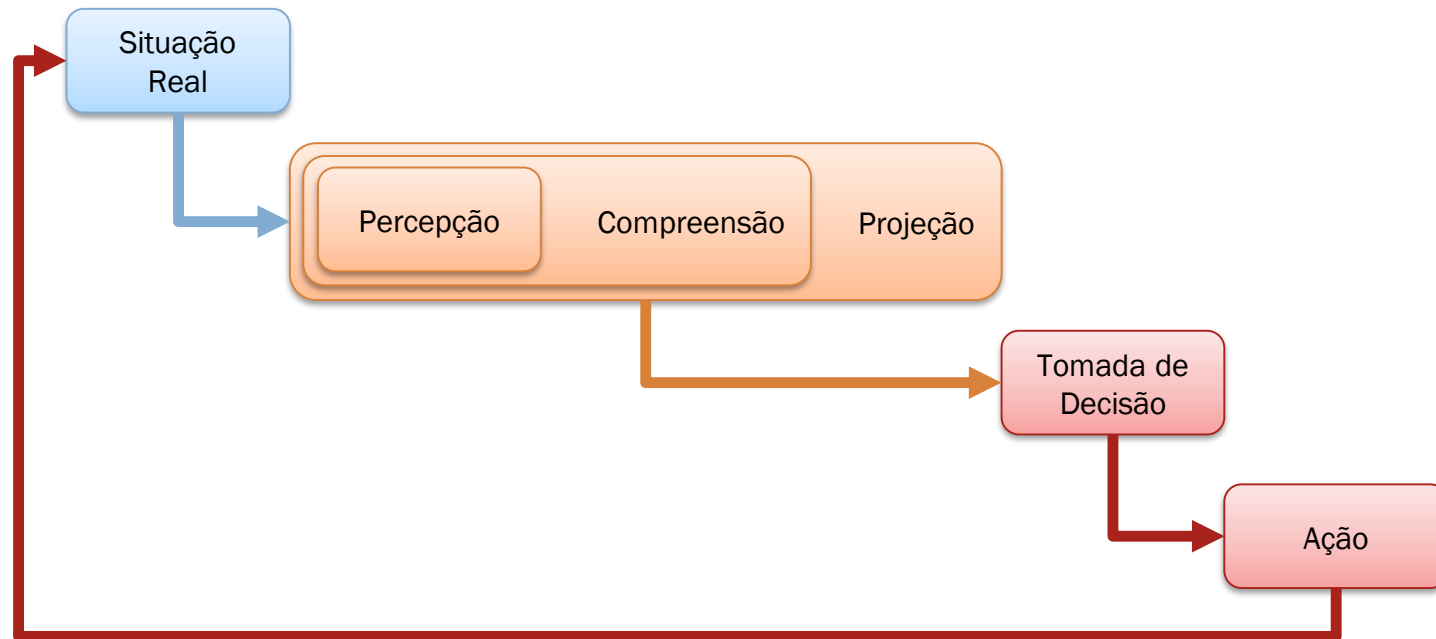 Situação
Real
Percepção
Compreensão
Projeção
Tomada de
Decisão
Ação